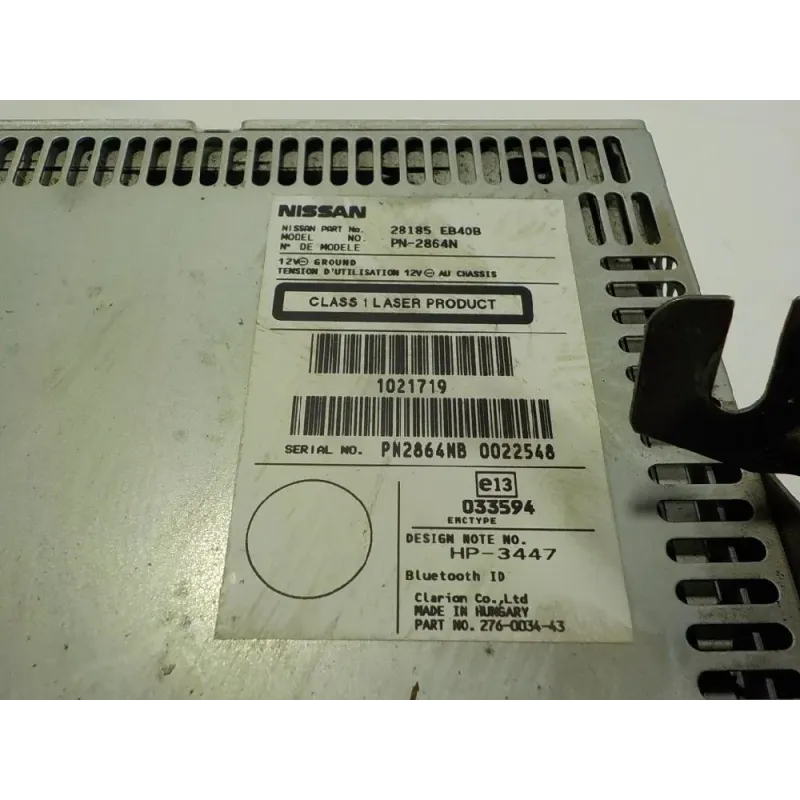 NISSAN
NISSAN PART No. 28185 EB40B
MODEL NO. PN-2864N
N° DE MODELE
12V⊖ GROUND
TENSION D'UTILISATION 12V⊖ AU CHASSIS
CLASS 1 LASER PRODUCT
1021719
SERIAL NO. PN2864NB 0022548
e13
033594
EMCTYPE
DESIGN NOTE NO.
HP-3447
Bluetooth ID
Clarion Co.,Ltd
MADE IN HUNGARY
PART NO. 276-0034-43